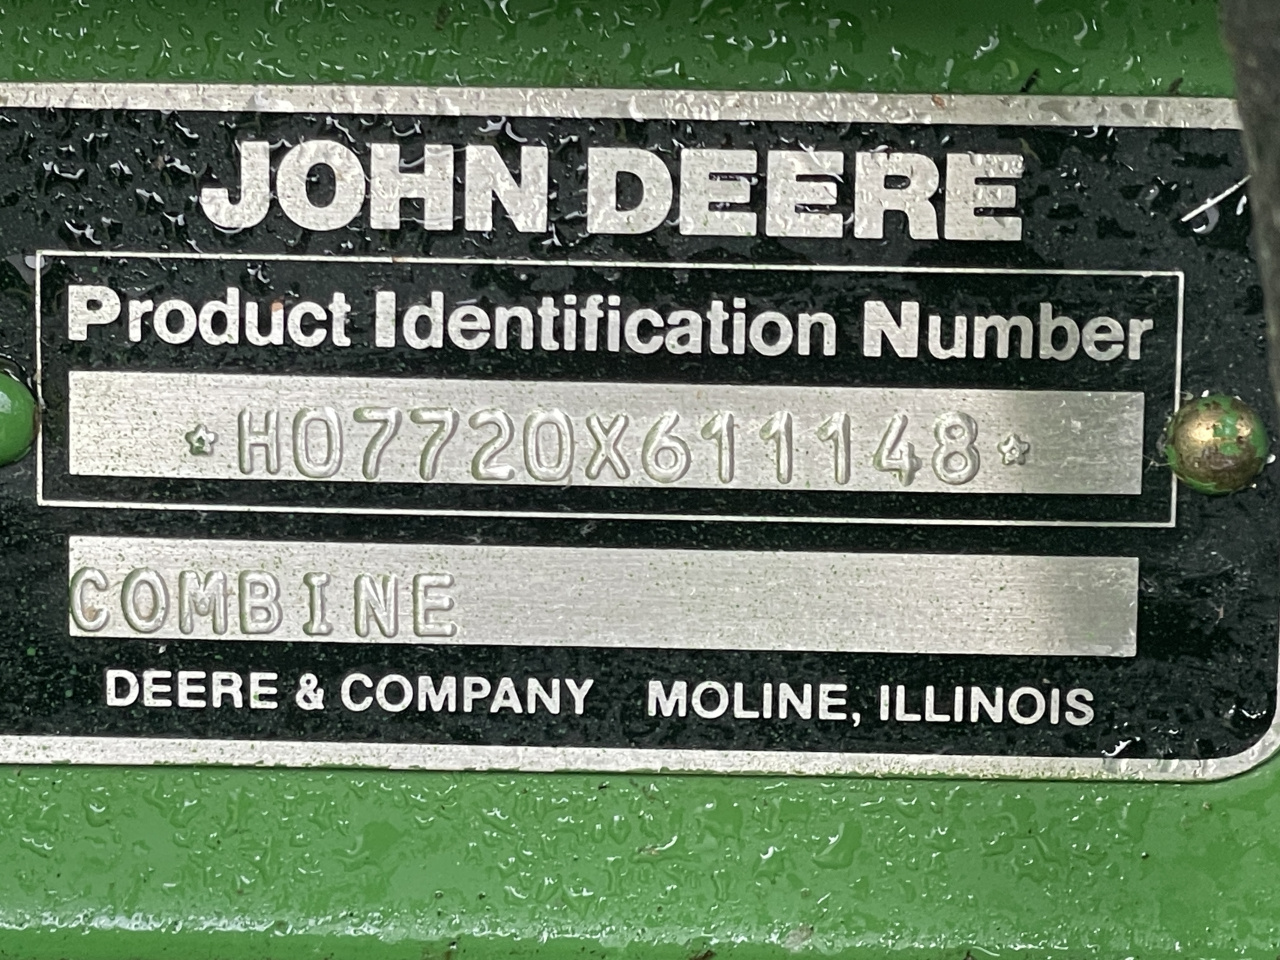 JOHN DEERE
Product Identification Number
☆H07720X611148☆
COMBINE
DEERE & COMPANY MOLINE, ILLINOIS